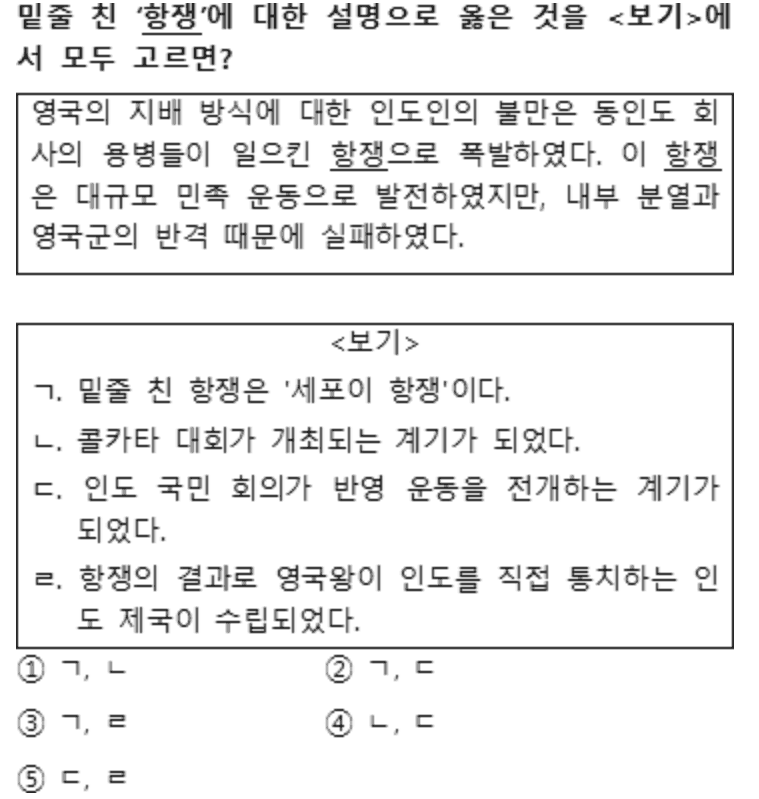 밑줄 친 '항쟁'에 대한 설명으로 옳은 것을 <보기>에
서 모두 고르면?
영국의 지배 방식에 대한 인도인의 불만은 동인도 회
사의 용병들이 일으킨 항쟁으로 폭발하였다. 이 항쟁
은 대규모 민족 운동으로 발전하였지만, 내부 분열과
영국군의 반격 때문에 실패하였다.
<보기>
ㄱ. 밑줄 친 항쟁은 '세포이 항쟁'이다.
ㄴ. 콜카타 대회가 개최되는 계기가 되었다.
ㄷ. 인도 국민 회의가 반영 운동을 전개하는 계기가
되었다.
ㄹ. 항쟁의 결과로 영국왕이 인도를 직접 통치하는 인
도 제국이 수립되었다.
① ㄱ, ㄴ ② ㄱ, ㄷ
③ ㄱ, ㄹ ④ ㄴ, ㄷ
⑤ ㄷ, ㄹ